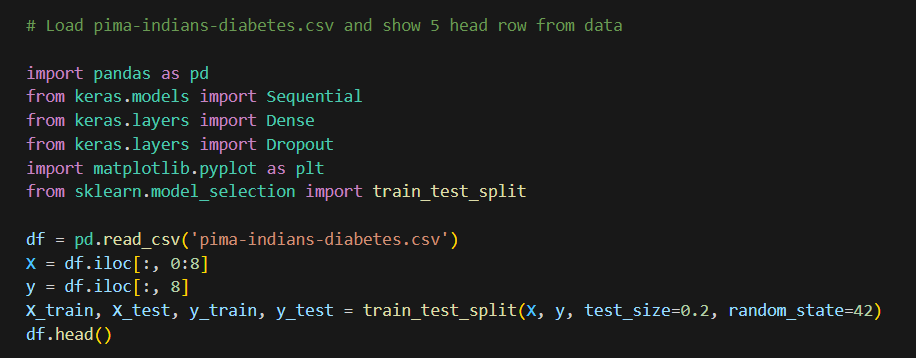 # Load pima-indians-diabetes.csv and show 5 head row from data
import pandas as pd
from keras.models import Sequential
from keras.layers import Dense
from keras.layers import Dropout
import matplotlib.pyplot as plt
from sklearn.model_selection import train_test_split
df = pd.read_csv('pima-indians-diabetes.csv')
X = df.iloc[:, 0:8]
y = df.iloc[:, 8]
X_train, X_test, y_train, y_test = train_test_split(X, y, test_size=0.2, random_state=42)
df.head()